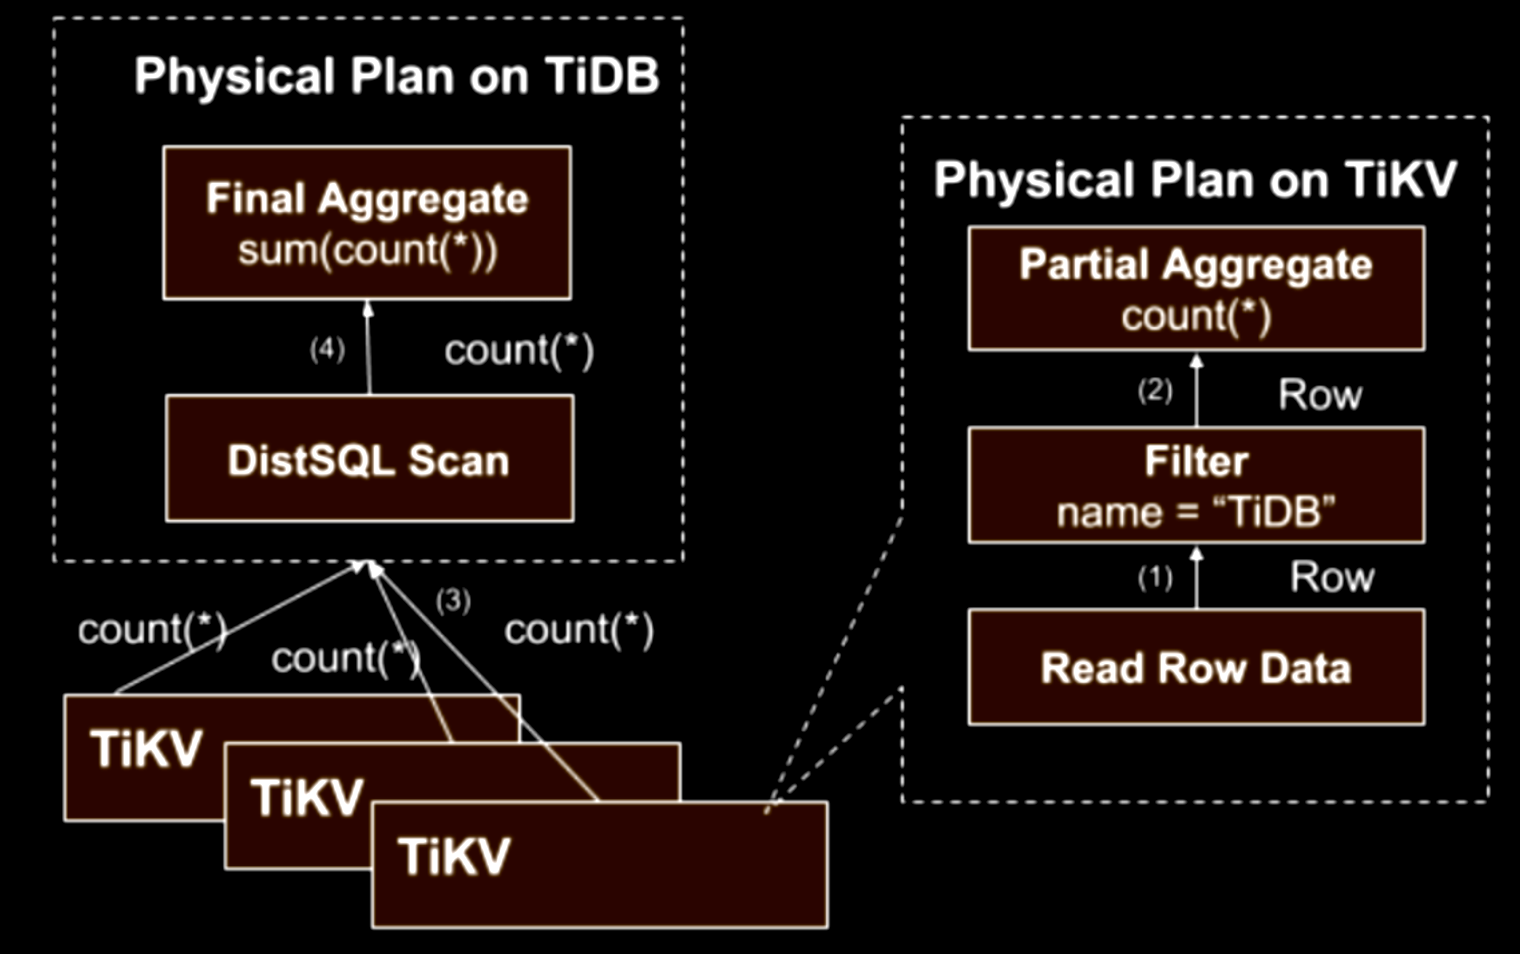 Physical Plan on TiDB
Final Aggregate
sum(count(*))
(4)
count(*)
DistSQL Scan
(3)
count(*)
count(*)
count(*)
TiKV
TiKV
TiKV
Physical Plan on TiKV
Partial Aggregate
count(*)
(2)
Row
Filter
name = “TiDB”
(1)
Row
Read Row Data